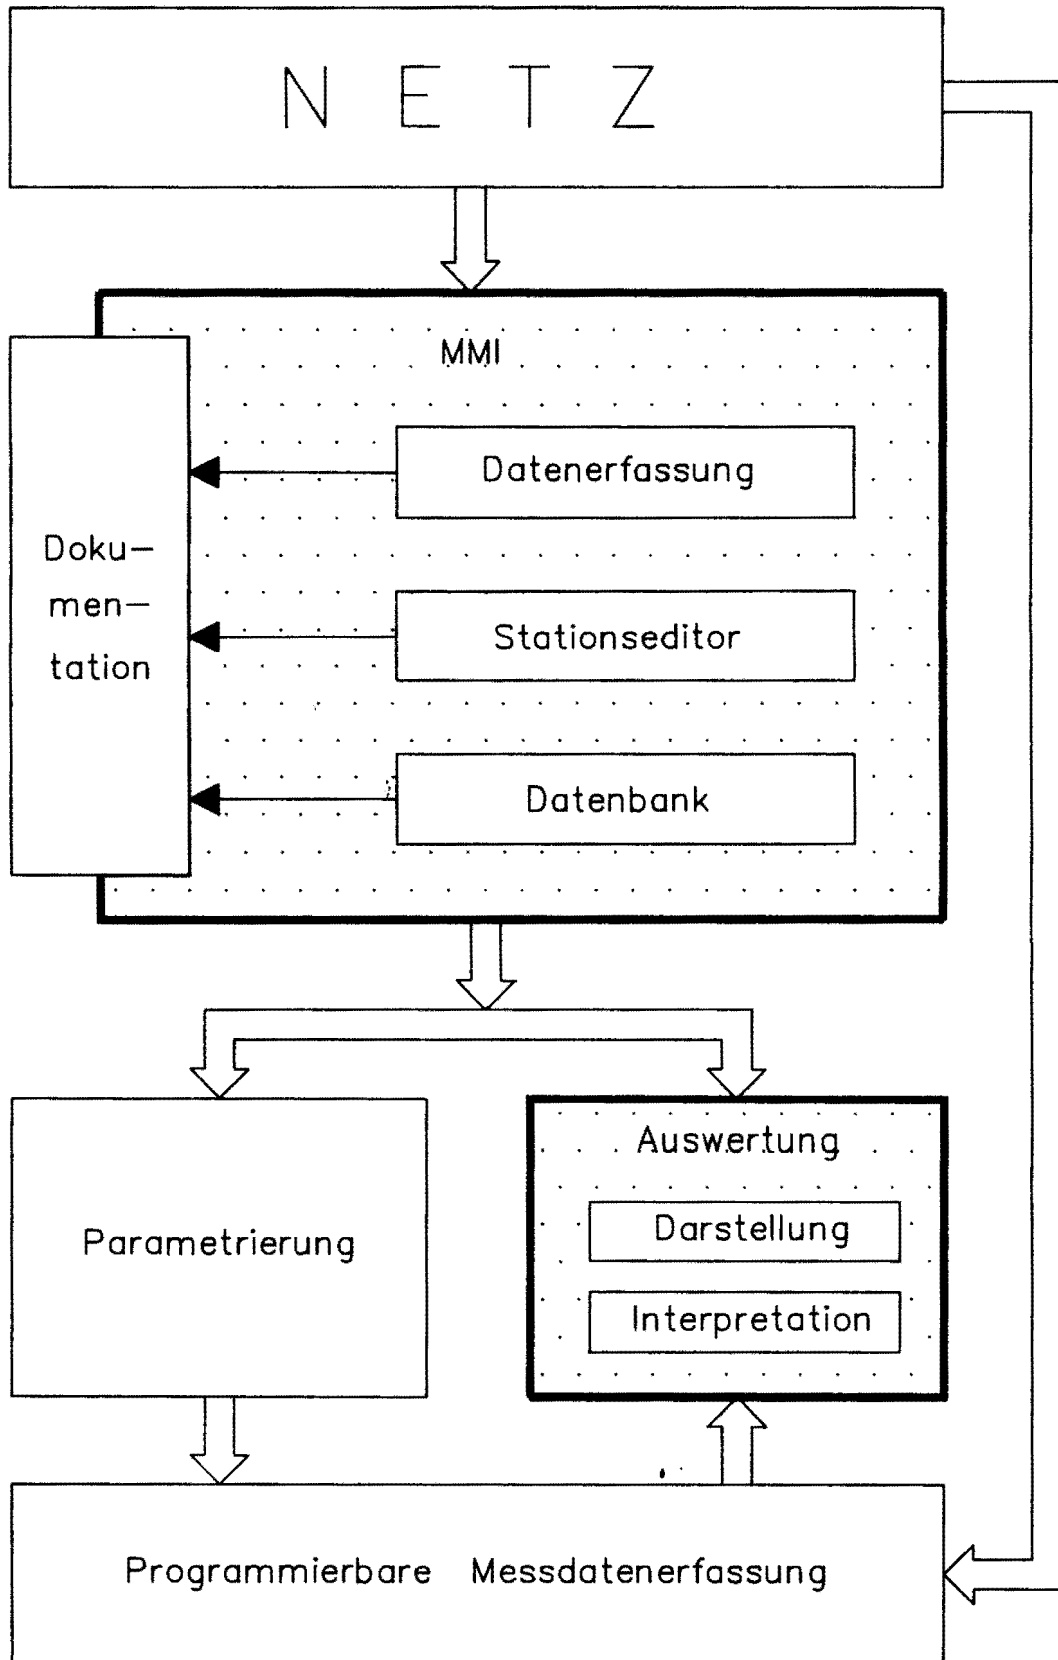 N E T Z
MMI
Datenerfassung
Doku-
men-
tation
Stationseditor
Datenbank
Parametrierung
Auswertung
Darstellung
Interpretation
Programmierbare Messdatenerfassung